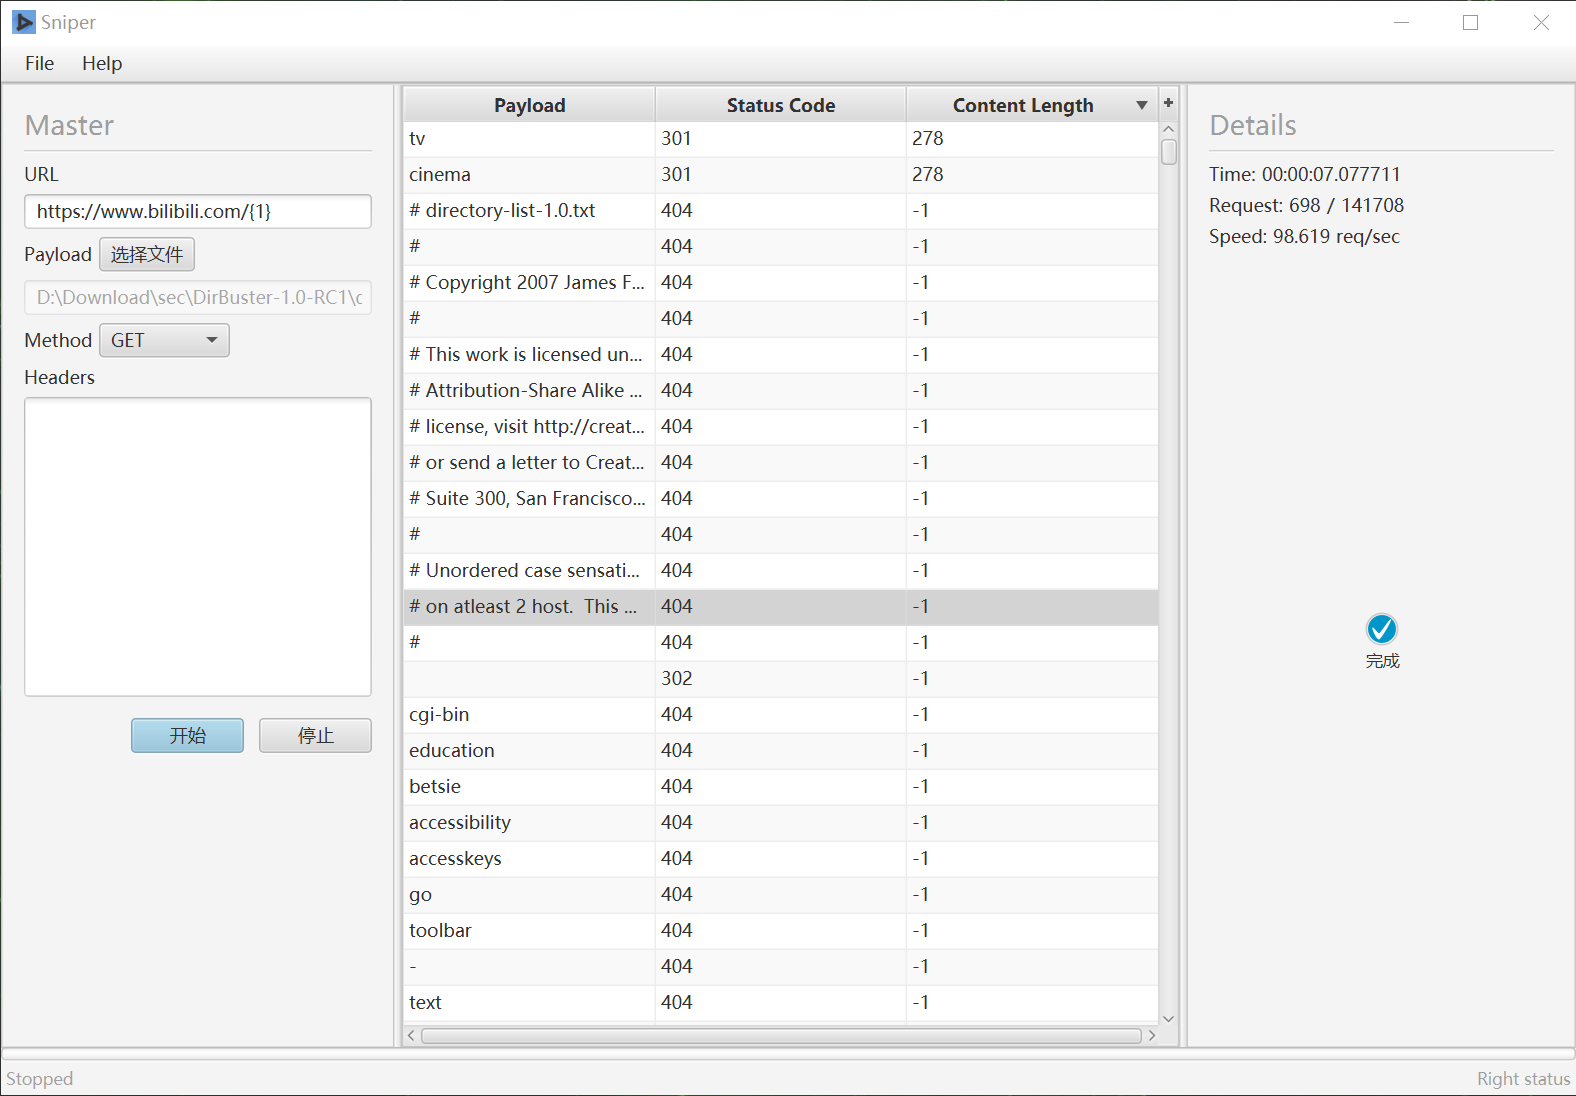 Sniper
File Help
Master
URL
https://www.bilibili.com/{1}
Payload 选择文件
D:\Download\sec\DirBuster-1.0-RC1\c
Method GET
Headers
开始 停止
Payload Status Code Content Length
tv 301 278
cinema 301 278
# directory-list-1.0.txt 404 -1
# 404 -1
# Copyright 2007 James F... 404 -1
# 404 -1
# This work is licensed un... 404 -1
# Attribution-Share Alike ... 404 -1
# license, visit http://creat... 404 -1
# or send a letter to Creat... 404 -1
# Suite 300, San Francisco... 404 -1
# 404 -1
# Unordered case sensati... 404 -1
# on atleast 2 host.  This ... 404 -1
# 404 -1
302 -1
cgi-bin 404 -1
education 404 -1
betsie 404 -1
accessibility 404 -1
accesskeys 404 -1
go 404 -1
toolbar 404 -1
- 404 -1
text 404 -1
Details
Time: 00:00:07.077711
Request: 698 / 141708
Speed: 98.619 req/sec
完成
Stopped
Right status